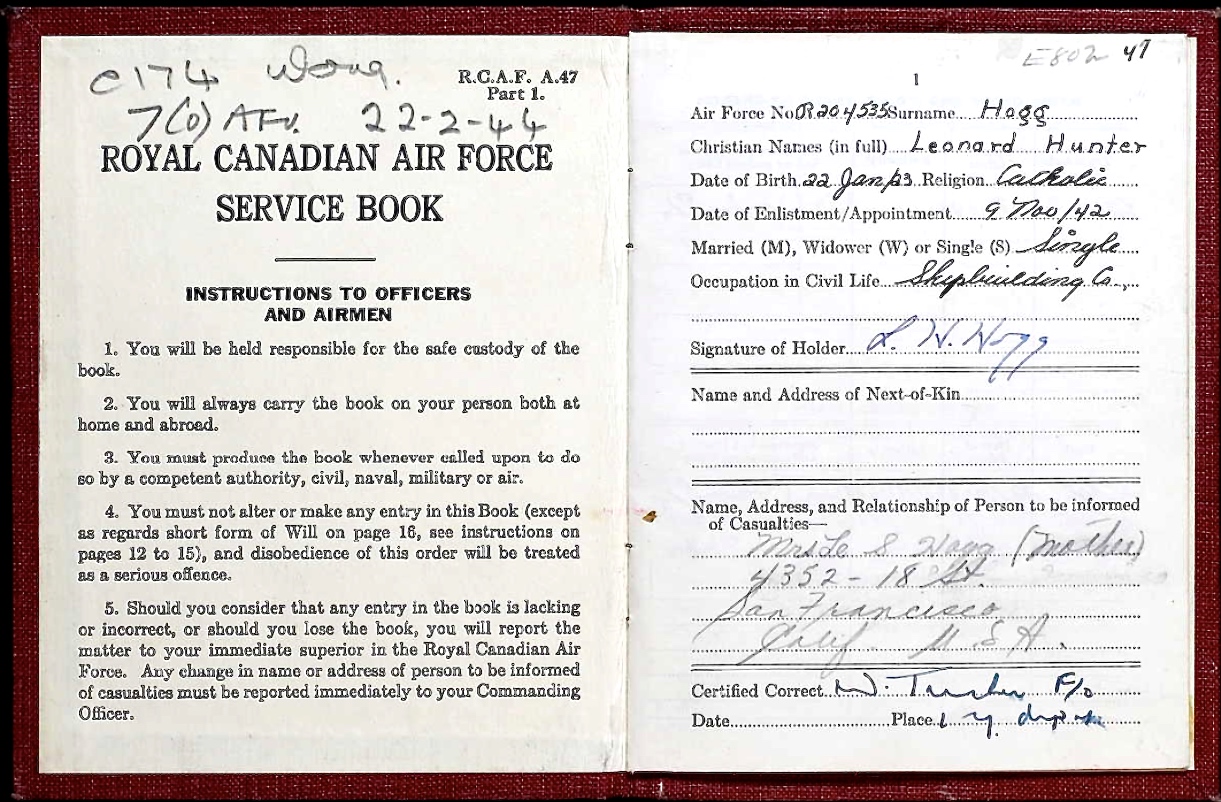 C174 Wong. R.C.A.F. A.47
Part 1.
7(0) AFU. 22-2-44
ROYAL CANADIAN AIR FORCE
SERVICE BOOK
INSTRUCTIONS TO OFFICERS
AND AIRMEN
1. You will be held responsible for the safe custody of the
book.
2. You will always carry the book on your person both at
home and abroad.
3. You must produce the book whenever called upon to do
so by a competent authority, civil, naval, military or air.
4. You must not alter or make any entry in this Book (except
as regards short form of Will on page 16, see instructions on
pages 12 to 15), and disobedience of this order will be treated
as a serious offence.
5. Should you consider that any entry in the book is lacking
or incorrect, or should you lose the book, you will report the
matter to your immediate superior in the Royal Canadian Air
Force. Any change in name or address of person to be informed
of casualties must be reported immediately to your Commanding
Officer.
E802 47
1
Air Force No R204535 Surname Hogg
Christian Names (in full) Leonard Hunter
Date of Birth 22 Jan/23 Religion Catholic
Date of Enlistment/Appointment 9 Nov/42
Married (M), Widower (W) or Single (S) Single
Occupation in Civil Life Shipbuilding Co.,
Signature of Holder L. H. Hogg
Name and Address of Next-of-Kin
Name, Address, and Relationship of Person to be informed
of Casualties—
S Hogg (Mother)
4352 - 18 St.
San Francisco
Calif. U.S.A.
Certified Correct F/O
Date Place